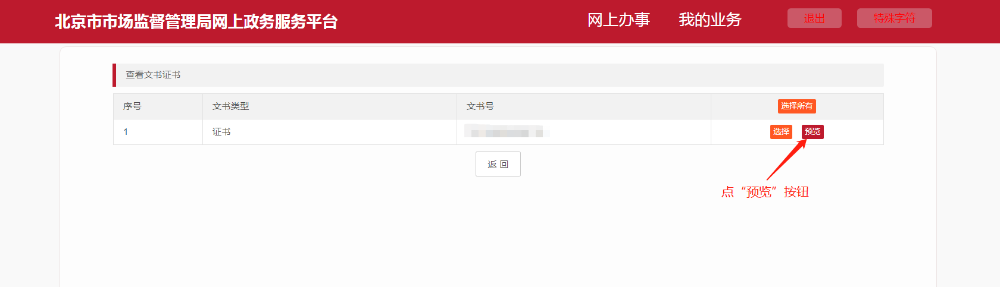 北京市市场监督管理局网上政务服务平台 网上办事 我的业务 退出 特殊字符
查看文书证书
序号 文书类型 文书号 选择所有
1 证书 选择 预览
返 回
点“预览”按钮